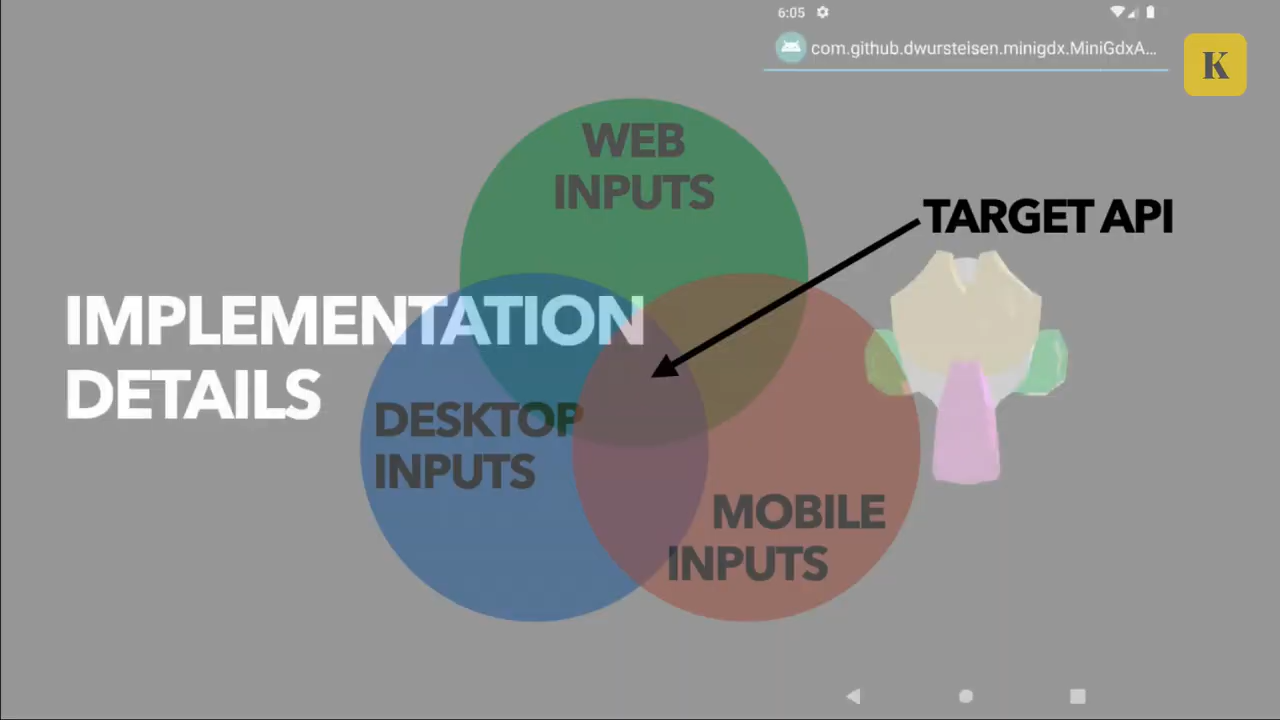 6:05
com.github.dwursteisen.minigdx.MiniGdxA...
K
WEB
INPUTS
TARGET API
IMPLEMENTATION
DETAILS
DESKTOP
INPUTS
MOBILE
INPUTS